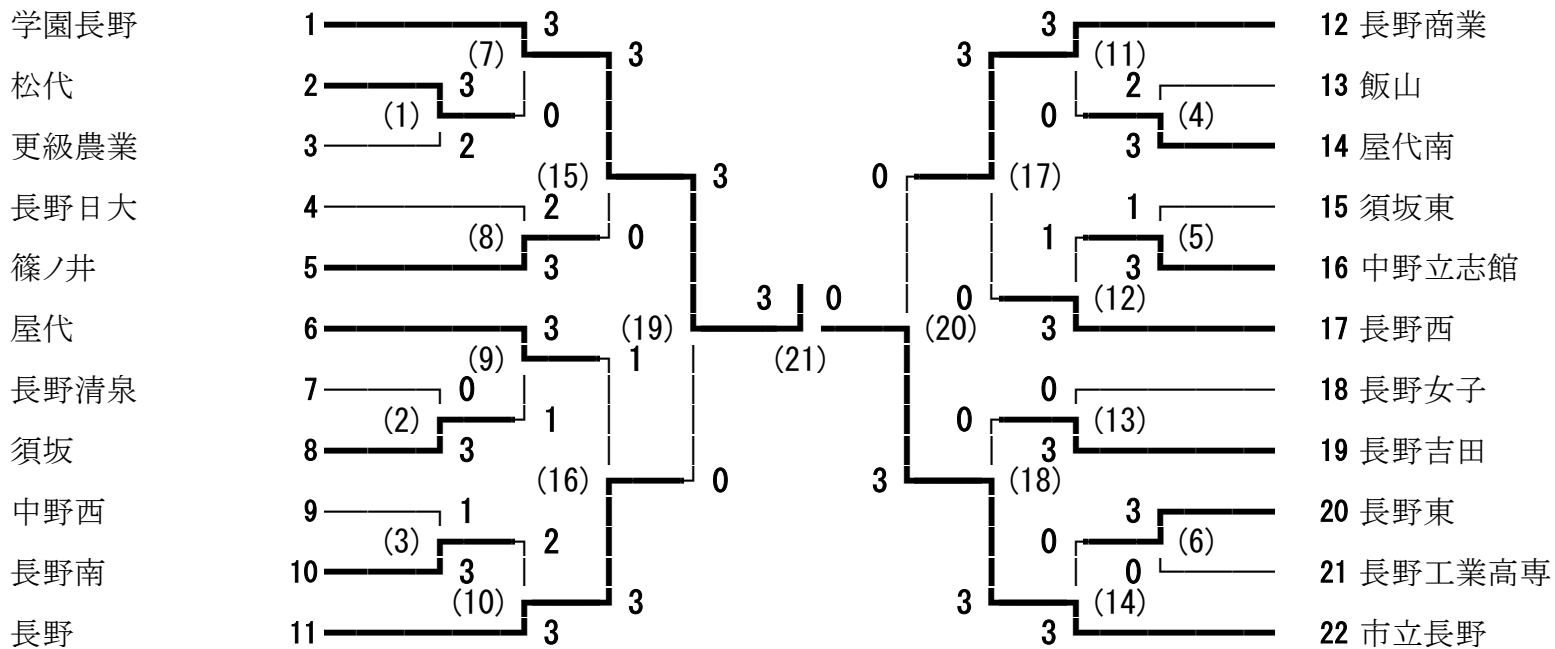 学園長野 1 3 3 12 長野商業
(7) 3 3 (11)
松代 2 3 2 13 飯山
(1) 0 0 (4)
更級農業 3 2 3 14 屋代南
(15) 3 0 (17)
長野日大 4 2 1 15 須坂東
(8) 0 1 (5)
篠ノ井 5 3 3 16 中野立志館
3 0 0 (12)
屋代 6 3 (19) (20) 3 17 長野西
(9) 1 (21)
長野清泉 7 0 0 18 長野女子
(2) 1 0 (13)
須坂 8 3 3 19 長野吉田
(16) 0 3 (18)
中野西 9 1 3 20 長野東
(3) 2 0 (6)
長野南 10 3 0 21 長野工業高専
(10) 3 3 (14)
長野 11 3 3 22 市立長野